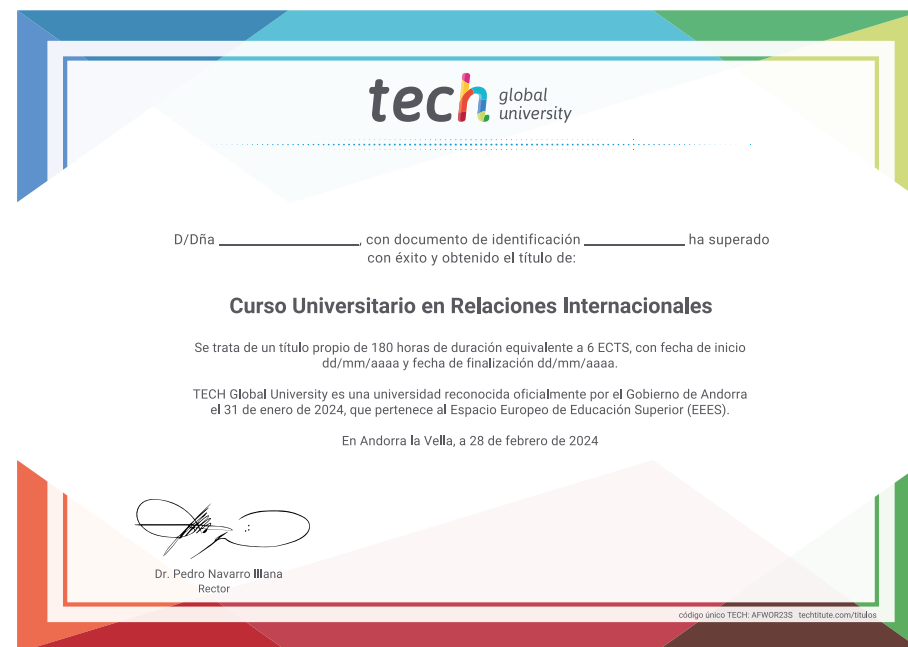 tech global university
D/Dña ____________________, con documento de identificación ______________ ha superado
con éxito y obtenido el título de:
Curso Universitario en Relaciones Internacionales
Se trata de un título propio de 180 horas de duración equivalente a 6 ECTS, con fecha de inicio
dd/mm/aaaa y fecha de finalización dd/mm/aaaa.
TECH Global University es una universidad reconocida oficialmente por el Gobierno de Andorra
el 31 de enero de 2024, que pertenece al Espacio Europeo de Educación Superior (EEES).
En Andorra la Vella, a 28 de febrero de 2024
Dr. Pedro Navarro Illana
Rector
código único TECH: AFWOR23S techtitute.com/titulos